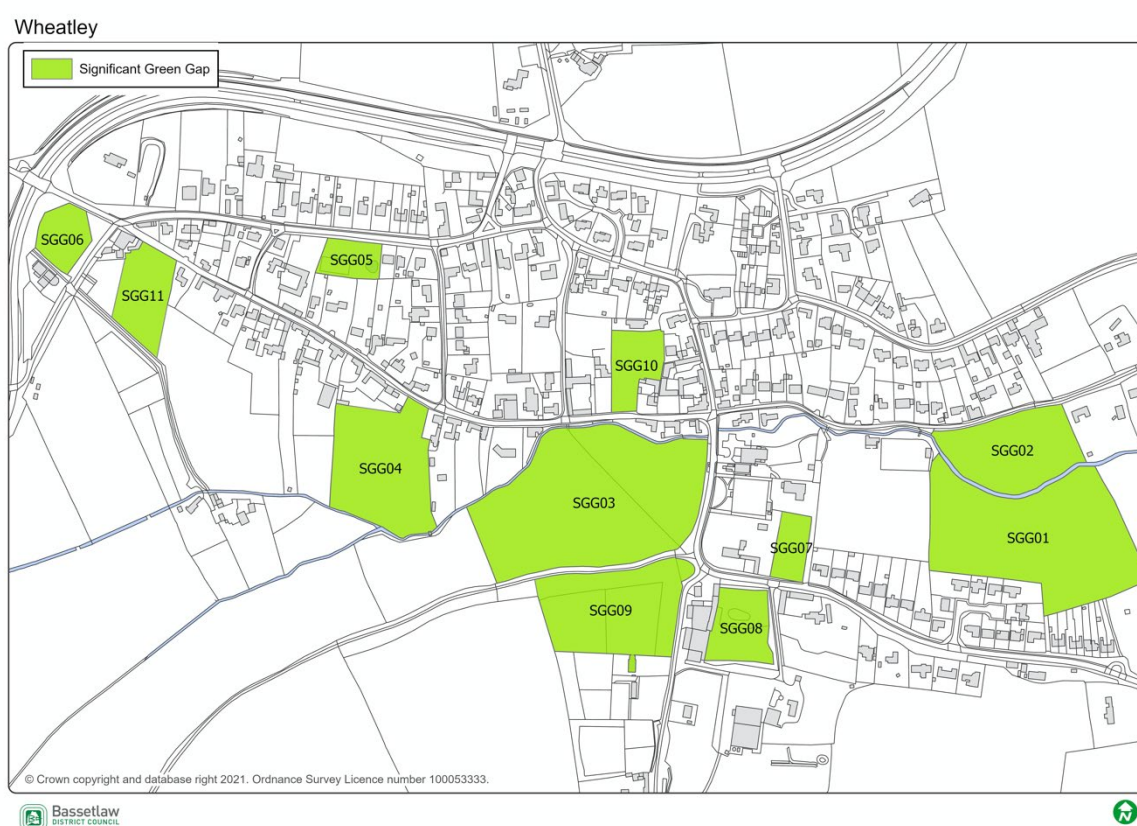 Wheatley
Significant Green Gap
SGG06
SGG05
SGG11
SGG10
SGG02
SGG04
SGG03
SGG01
SGG07
SGG09
SGG08
© Crown copyright and database right 2021. Ordnance Survey Licence number 100053333.
Bassetlaw
DISTRICT COUNCIL
N